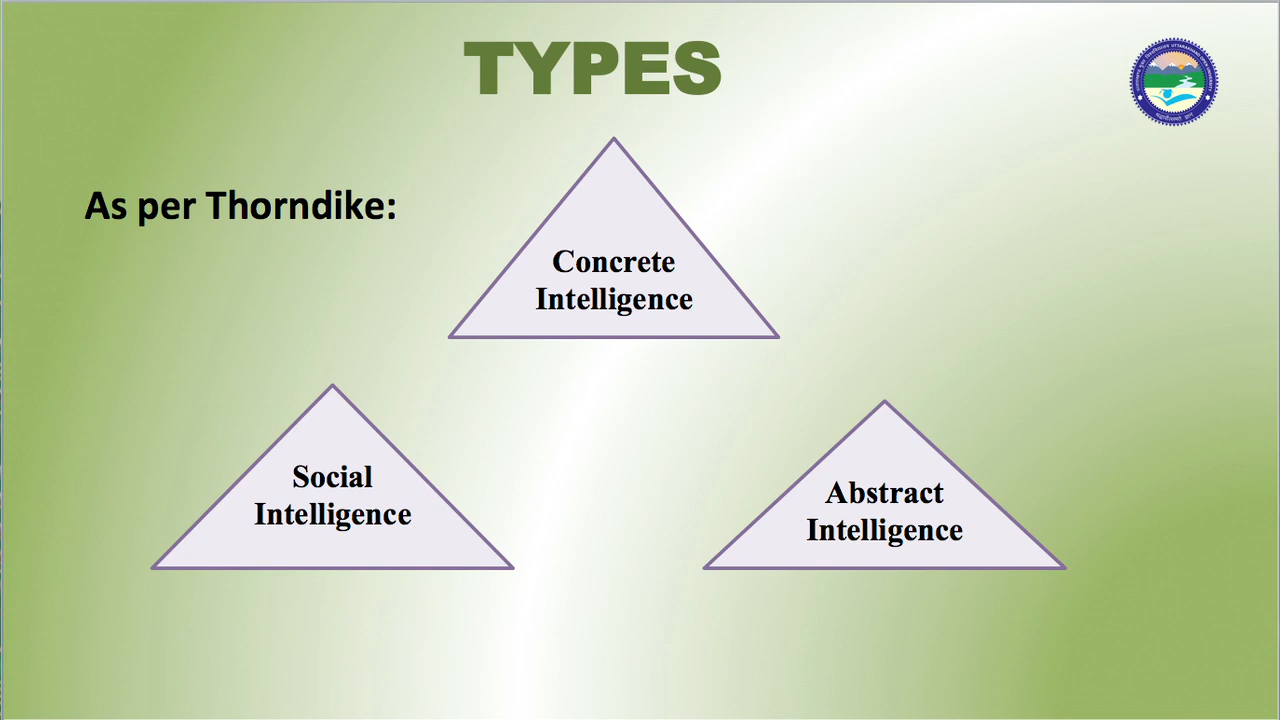 TYPES
As per Thorndike:
Concrete
Intelligence
Social
Intelligence
Abstract
Intelligence